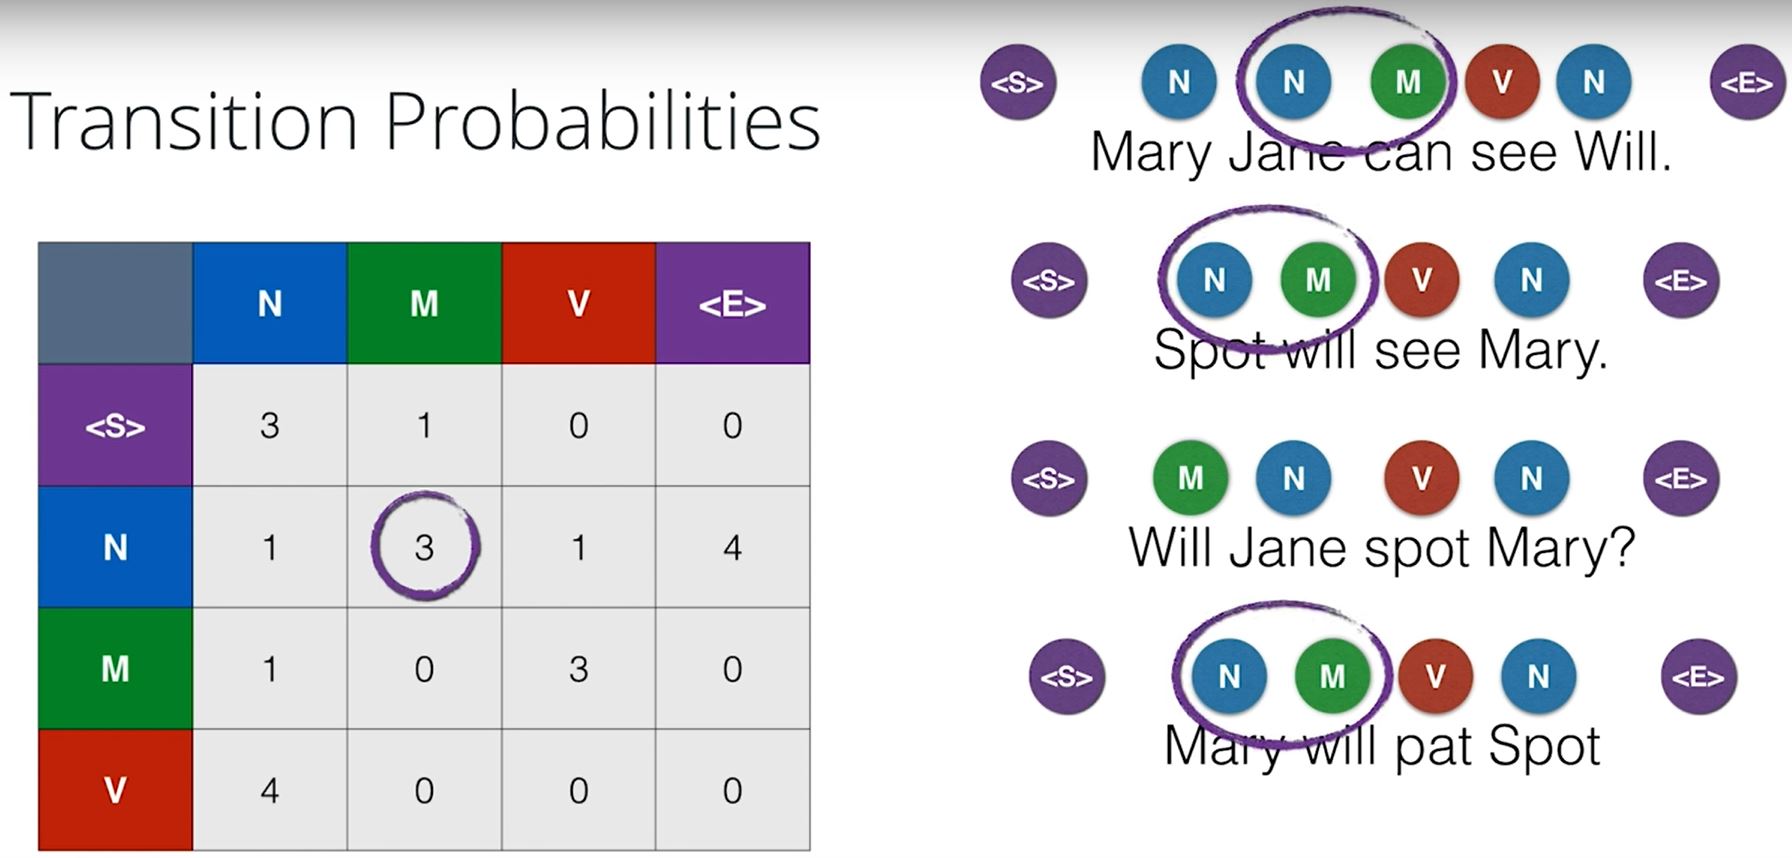 Transition Probabilities
N M V <E>
<S> 3 1 0 0
N 1 3 1 4
M 1 0 3 0
V 4 0 0 0
<S> N N M V N <E>
Mary Jane can see Will.
<S> N M V N <E>
Spot will see Mary.
<S> M N V N <E>
Will Jane spot Mary?
<S> N M V N <E>
Mary will pat Spot